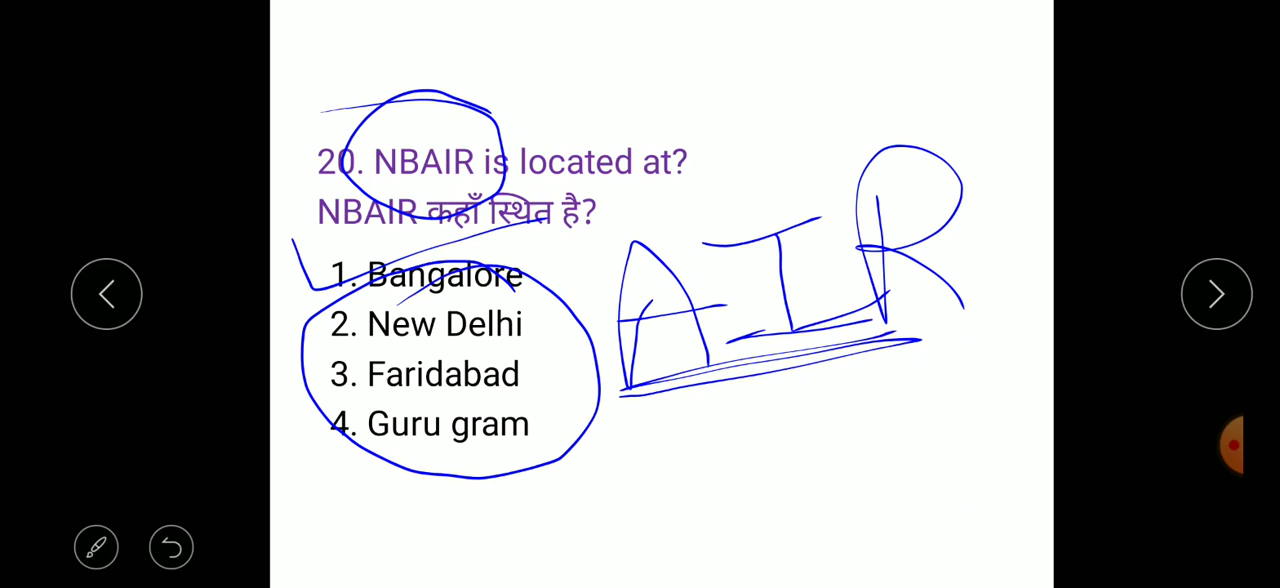 20. NBAIR is located at?
NBAIR कहाँ स्थित है?
1. Bangalore
2. New Delhi
3. Faridabad
4. Guru gram
AIR